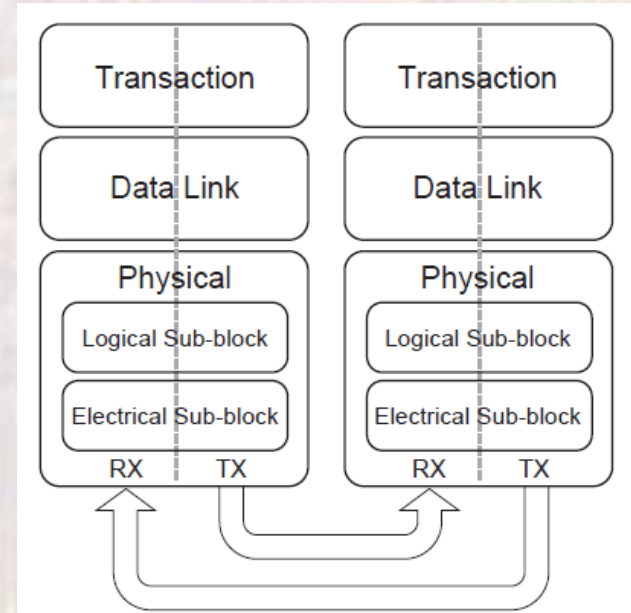 Transaction
Data Link
Physical
Logical Sub-block
Electrical Sub-block
RX TX
Transaction
Data Link
Physical
Logical Sub-block
Electrical Sub-block
RX TX